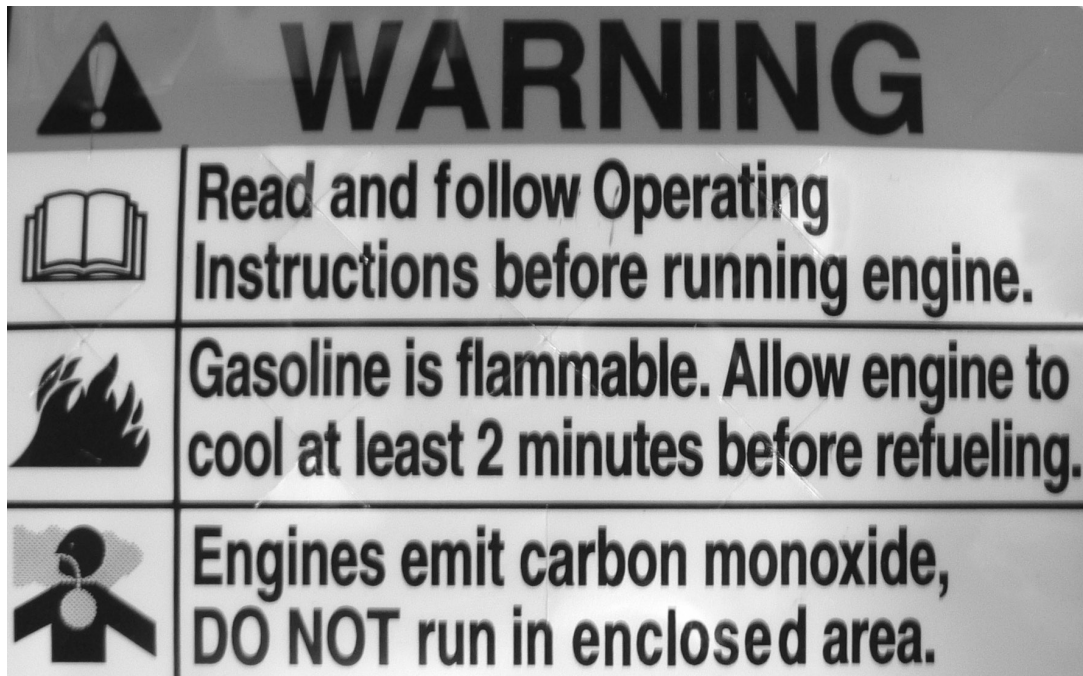 WARNING
Read and follow Operating
Instructions before running engine.
Gasoline is flammable. Allow engine to
cool at least 2 minutes before refueling.
Engines emit carbon monoxide,
DO NOT run in enclosed area.